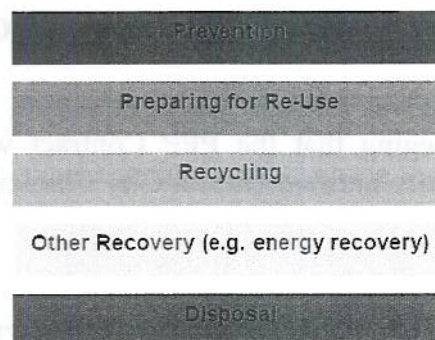 Prevention
Preparing for Re-Use
Recycling
Other Recovery (e.g. energy recovery)
Disposal